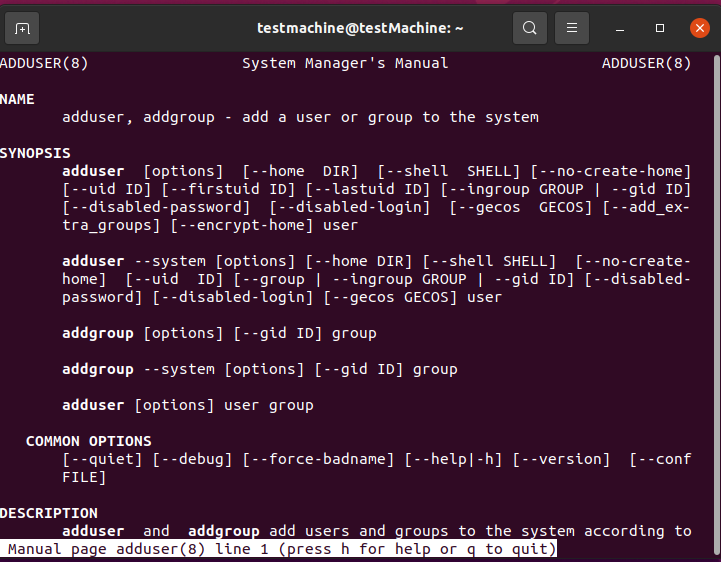 testmachine@testMachine: ~
ADDUSER(8) System Manager's Manual ADDUSER(8)
NAME
adduser, addgroup - add a user or group to the system
SYNOPSIS
adduser [options] [--home DIR] [--shell SHELL] [--no-create-home]
[--uid ID] [--firstuid ID] [--lastuid ID] [--ingroup GROUP | --gid ID]
[--disabled-password] [--disabled-login] [--gecos GECOS] [--add_ex-
tra_groups] [--encrypt-home] user
adduser --system [options] [--home DIR] [--shell SHELL] [--no-create-
home] [--uid ID] [--group | --ingroup GROUP | --gid ID] [--disabled-
password] [--disabled-login] [--gecos GECOS] user
addgroup [options] [--gid ID] group
addgroup --system [options] [--gid ID] group
adduser [options] user group
COMMON OPTIONS
[--quiet] [--debug] [--force-badname] [--help|-h] [--version] [--conf
FILE]
DESCRIPTION
adduser and addgroup add users and groups to the system according to
Manual page adduser(8) line 1 (press h for help or q to quit)